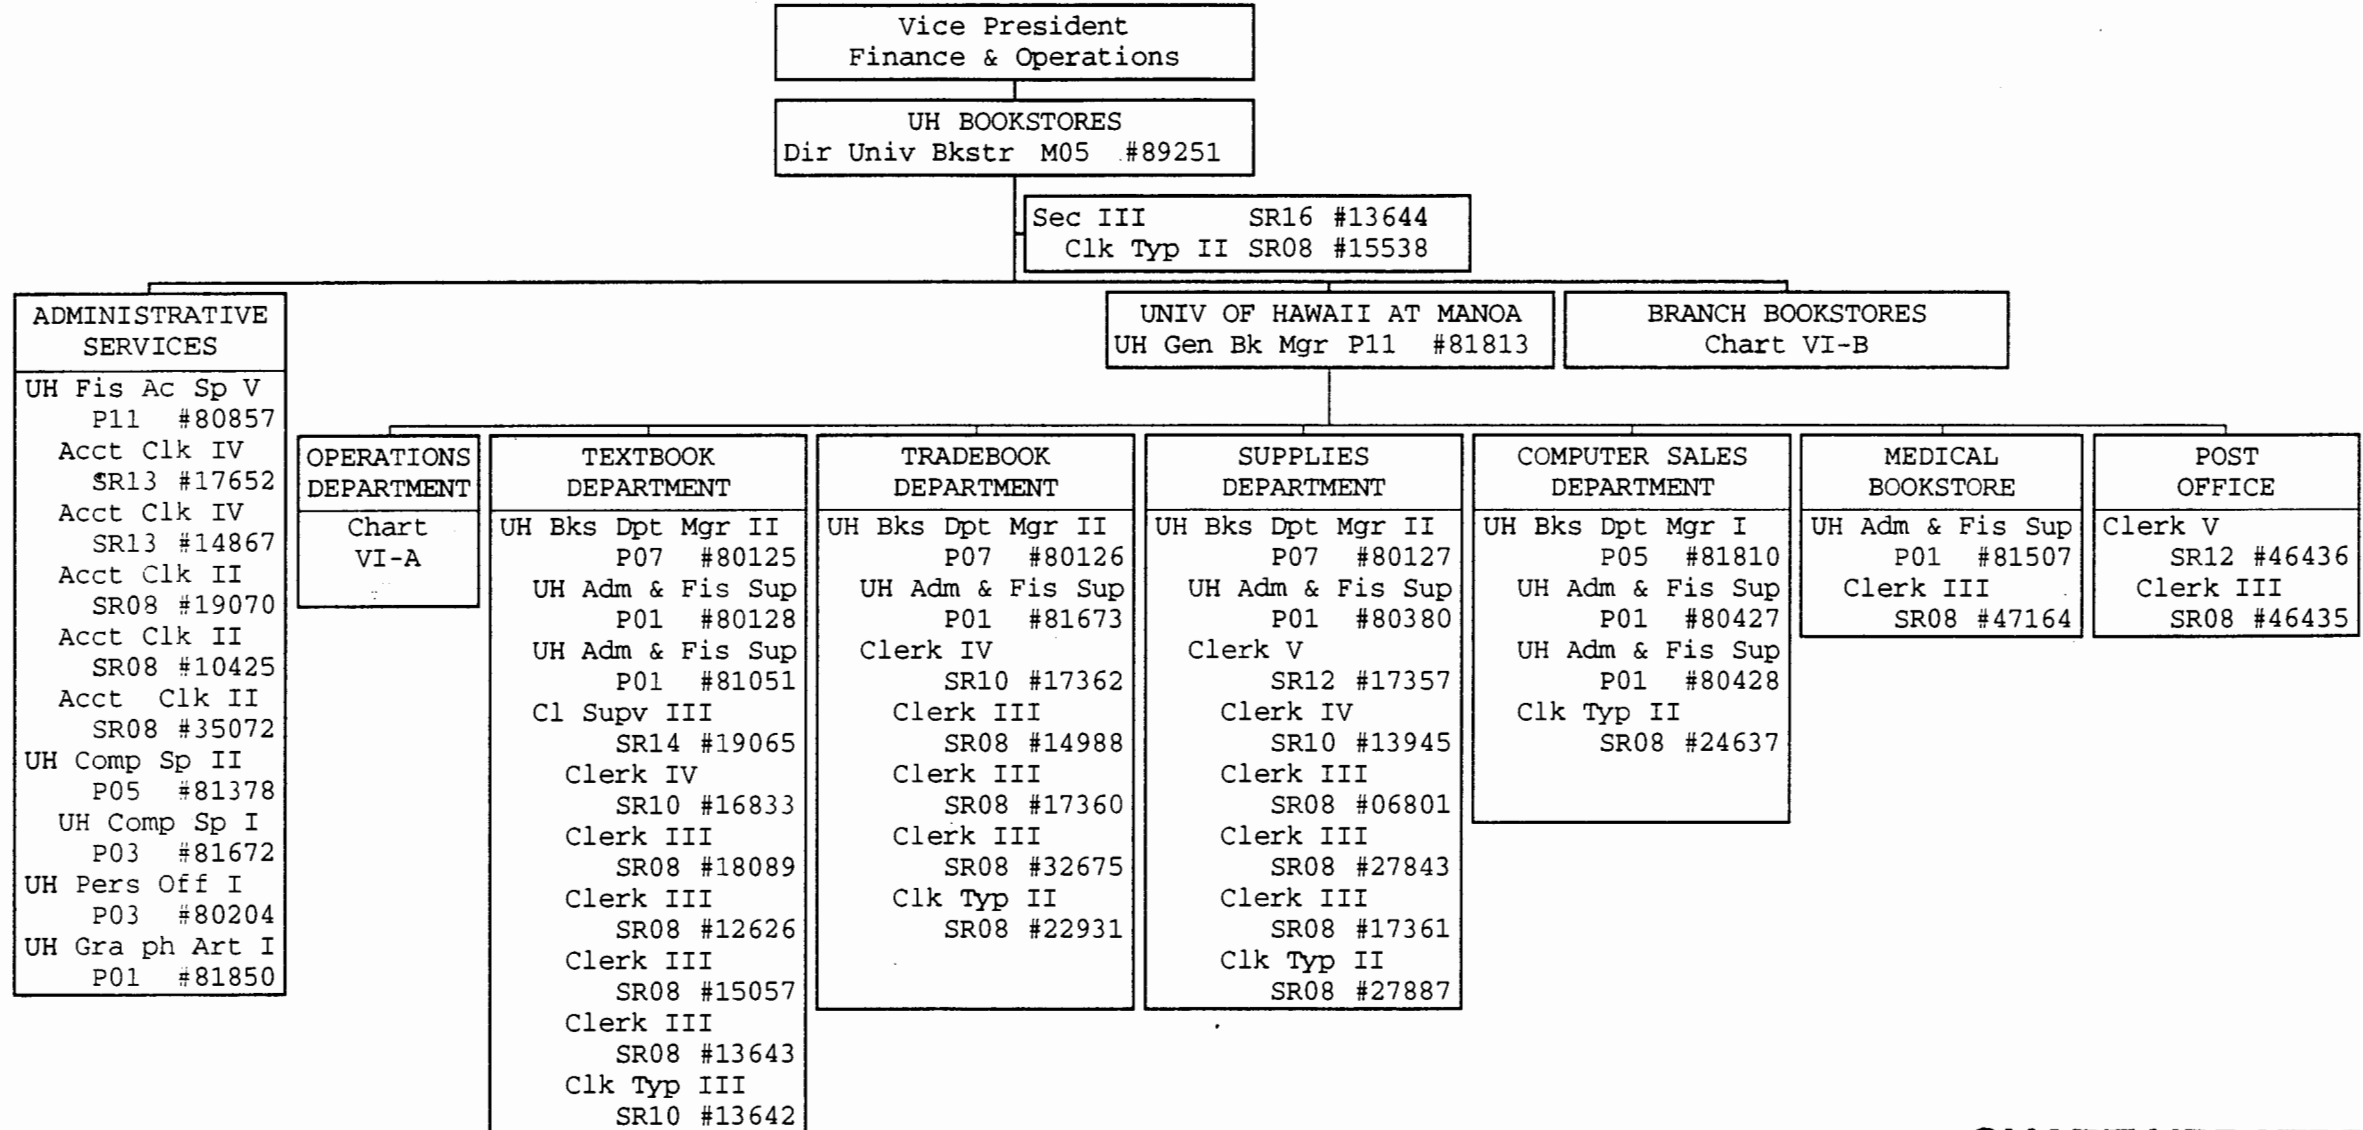 Vice President
Finance & Operations
UH BOOKSTORES
Dir Univ Bkstr M05 #89251
Sec III SR16 #13644
Clk Typ II SR08 #15538
ADMINISTRATIVE
SERVICES
UH Fis Ac Sp V
P11 #80857
Acct Clk IV
SR13 #17652
Acct Clk IV
SR13 #14867
Acct Clk II
SR08 #19070
Acct Clk II
SR08 #10425
Acct Clk II
SR08 #35072
UH Comp Sp II
P05 #81378
UH Comp Sp I
P03 #81672
UH Pers Off I
P03 #80204
UH Gra ph Art I
P01 #81850
UNIV OF HAWAII AT MANOA
UH Gen Bk Mgr P11 #81813
BRANCH BOOKSTORES
Chart VI-B
OPERATIONS
DEPARTMENT
Chart
VI-A
TEXTBOOK
DEPARTMENT
UH Bks Dpt Mgr II
P07 #80125
UH Adm & Fis Sup
P01 #80128
UH Adm & Fis Sup
P01 #81051
Cl Supv III
SR14 #19065
Clerk IV
SR10 #16833
Clerk III
SR08 #18089
Clerk III
SR08 #12626
Clerk III
SR08 #15057
Clerk III
SR08 #13643
Clk Typ III
SR10 #13642
TRADEBOOK
DEPARTMENT
UH Bks Dpt Mgr II
P07 #80126
UH Adm & Fis Sup
P01 #81673
Clerk IV
SR10 #17362
Clerk III
SR08 #14988
Clerk III
SR08 #17360
Clerk III
SR08 #32675
Clk Typ II
SR08 #22931
SUPPLIES
DEPARTMENT
UH Bks Dpt Mgr II
P07 #80127
UH Adm & Fis Sup
P01 #80380
Clerk V
SR12 #17357
Clerk IV
SR10 #13945
Clerk III
SR08 #06801
Clerk III
SR08 #27843
Clerk III
SR08 #17361
Clk Typ II
SR08 #27887
COMPUTER SALES
DEPARTMENT
UH Bks Dpt Mgr I
P05 #81810
UH Adm & Fis Sup
P01 #80427
UH Adm & Fis Sup
P01 #80428
Clk Typ II
SR08 #24637
MEDICAL
BOOKSTORE
UH Adm & Fis Sup
P01 #81507
Clerk III
SR08 #47164
POST
OFFICE
Clerk V
SR12 #46436
Clerk III
SR08 #46435